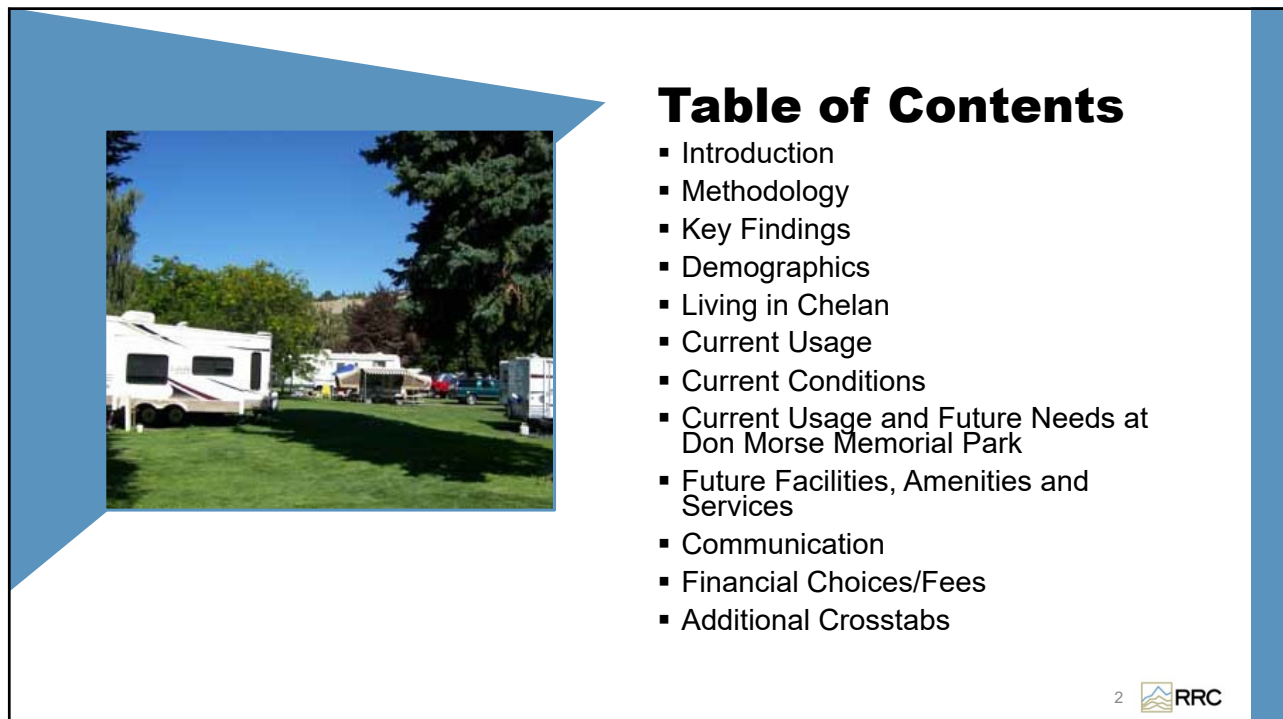 Table of Contents
▪ Introduction
▪ Methodology
▪ Key Findings
▪ Demographics
▪ Living in Chelan
▪ Current Usage
▪ Current Conditions
▪ Current Usage and Future Needs at
Don Morse Memorial Park
▪ Future Facilities, Amenities and
Services
▪ Communication
▪ Financial Choices/Fees
▪ Additional Crosstabs
2 RRC